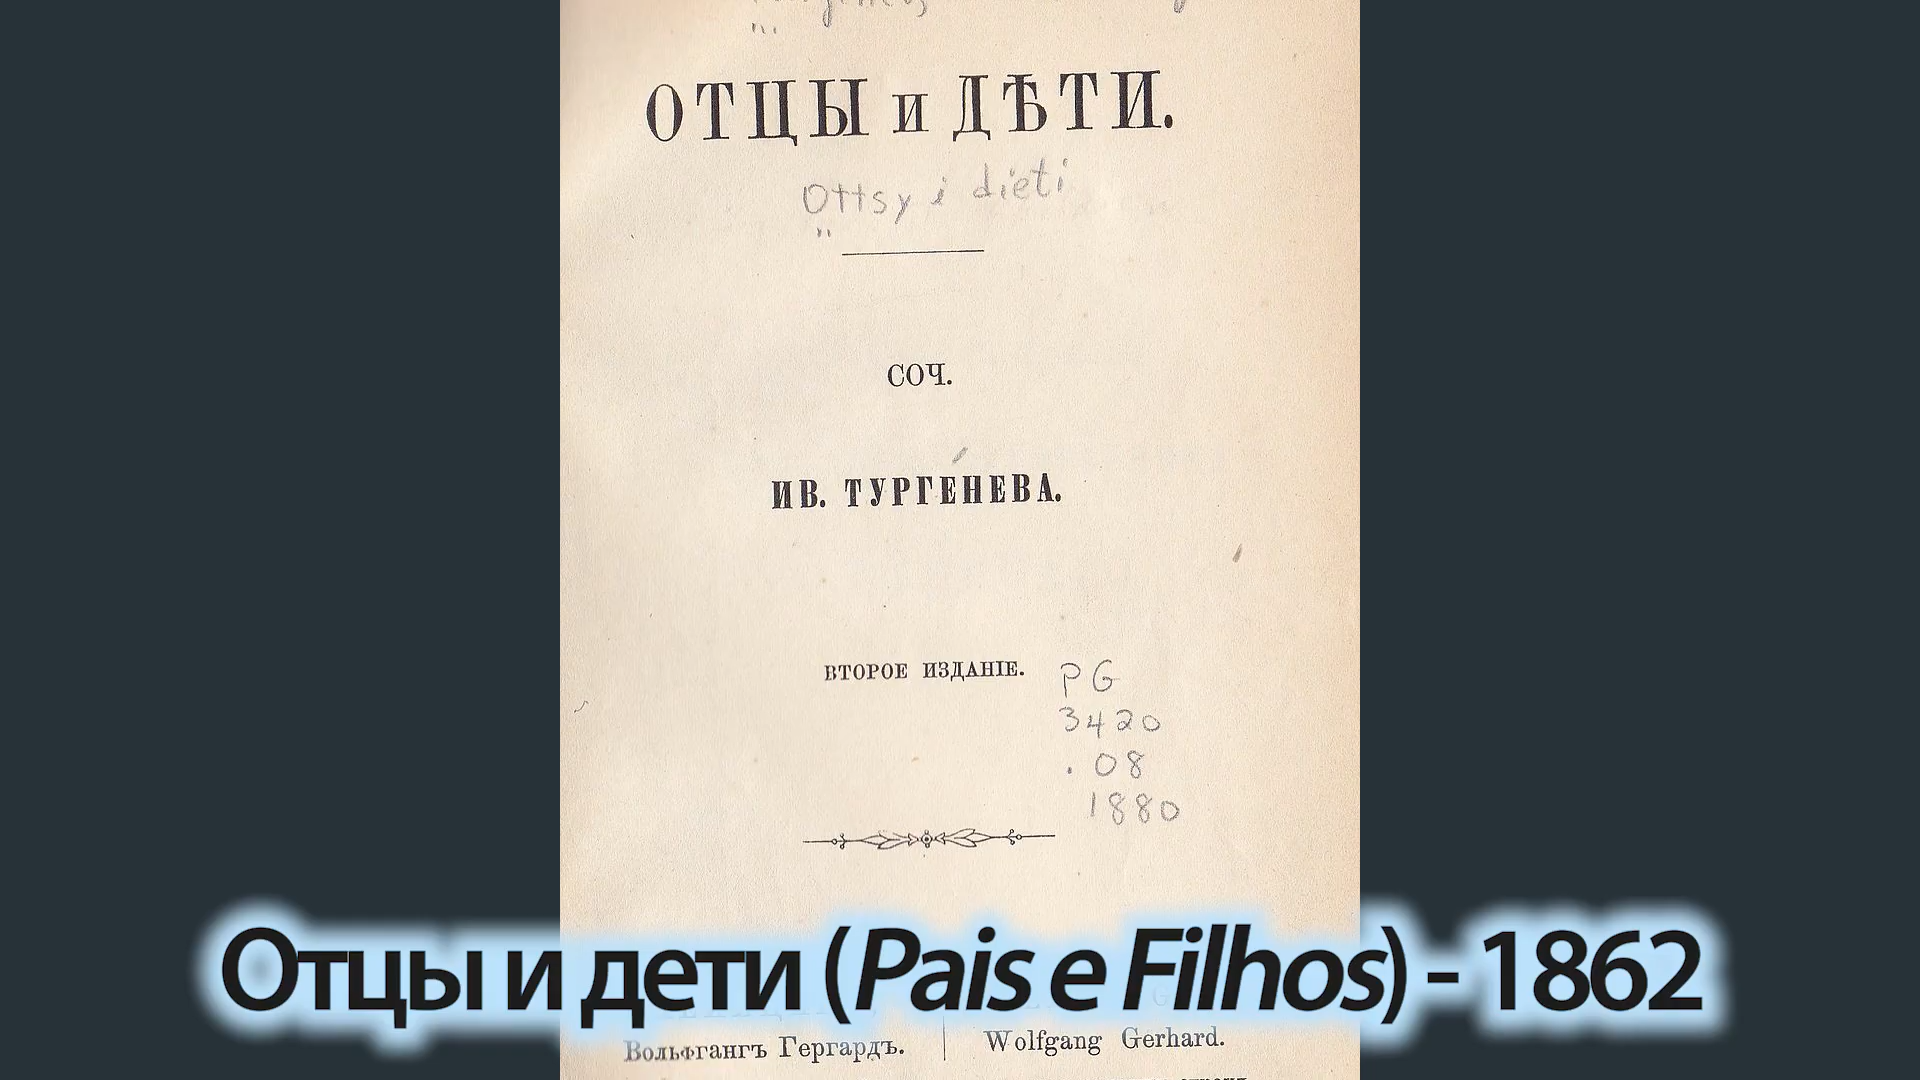 ОТЦЫ и ДѢТИ.
Ottsy i dieti
СОЧ.
ИВ. ТУРГЕНЕВА.
ВТОРОЕ ИЗДАНІЕ.
PG
3420
.08
1880
Отцы и дети (Pais e Filhos) - 1862
Вольфгангъ Гергардъ.
Wolfgang Gerhard.